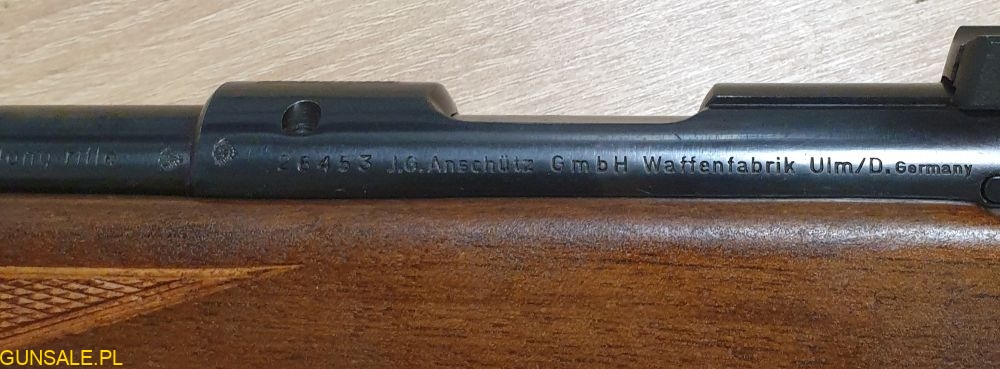 long rifle 26453 J.G.Anschütz GmbH Waffenfabrik Ulm/D. Germany
GUNSALE.PL